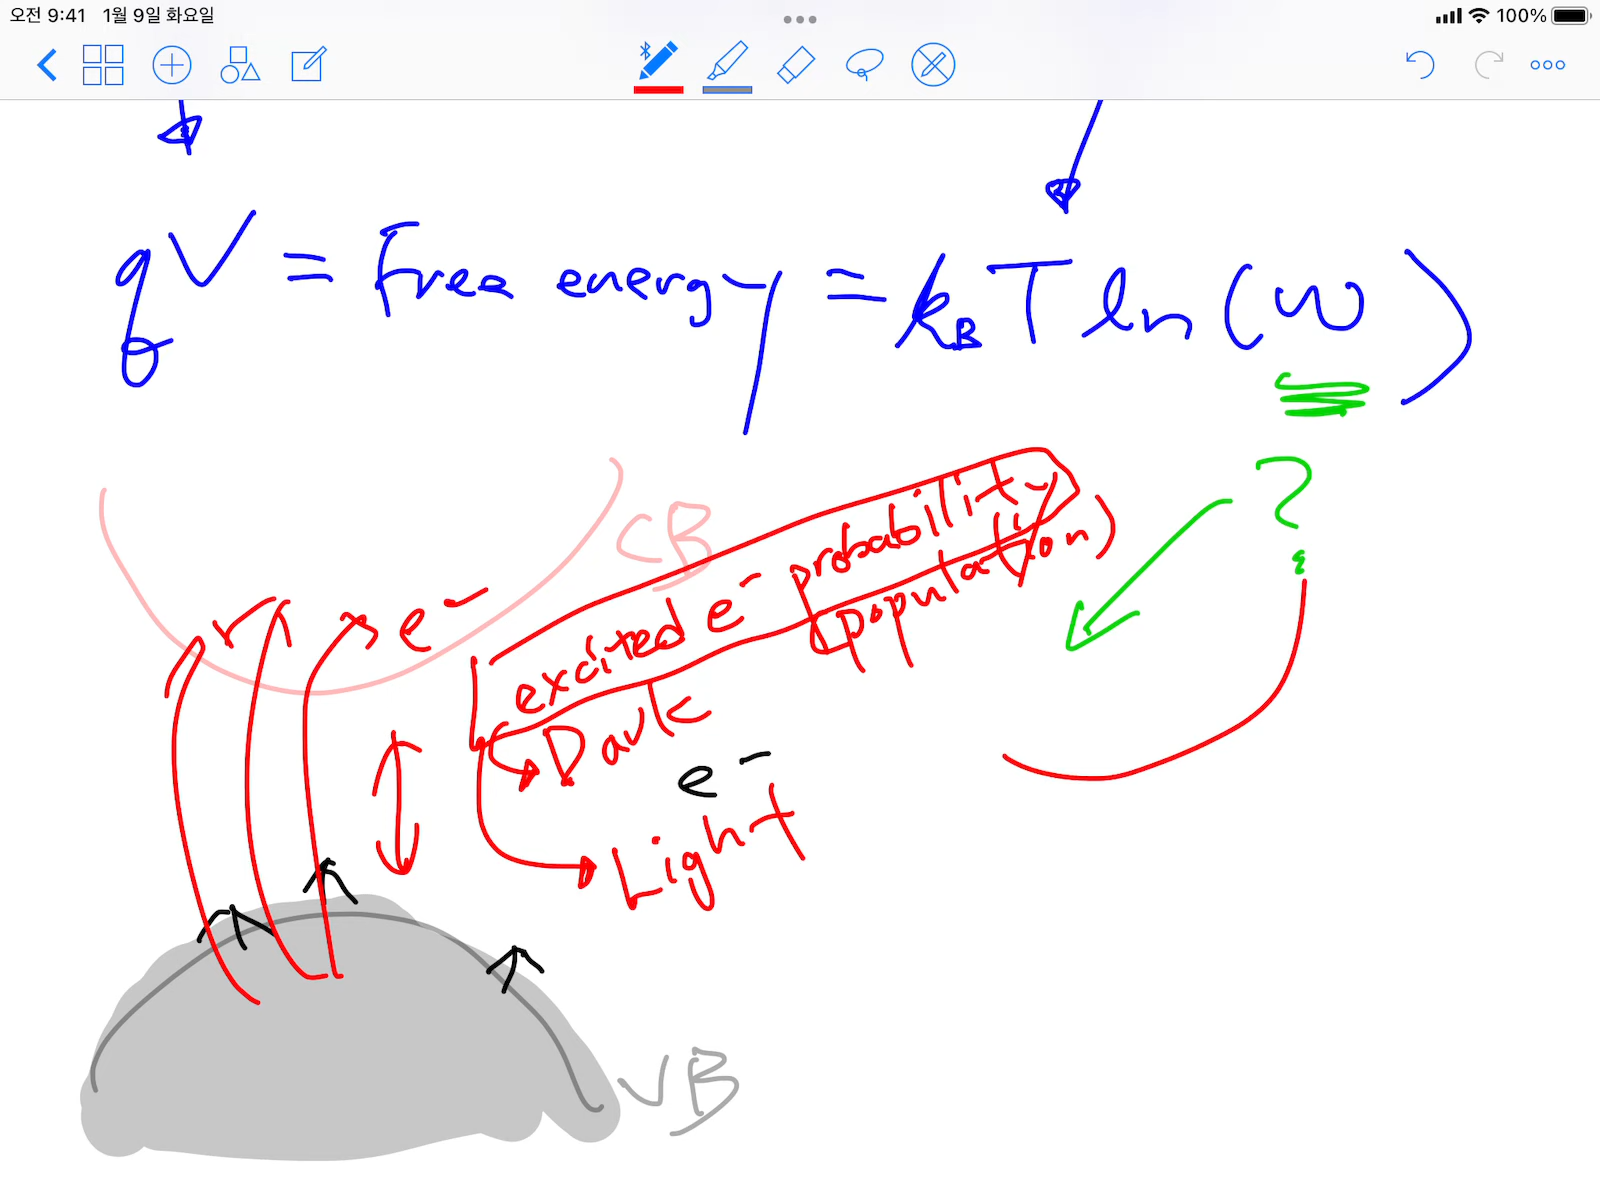 오전 9:41 1월 9일 화요일
100%
qV = Free energy = k_B T ln(w)
?
CB
excited e⁻ probability
(population)
e⁻
Dark
e⁻
Light
VB